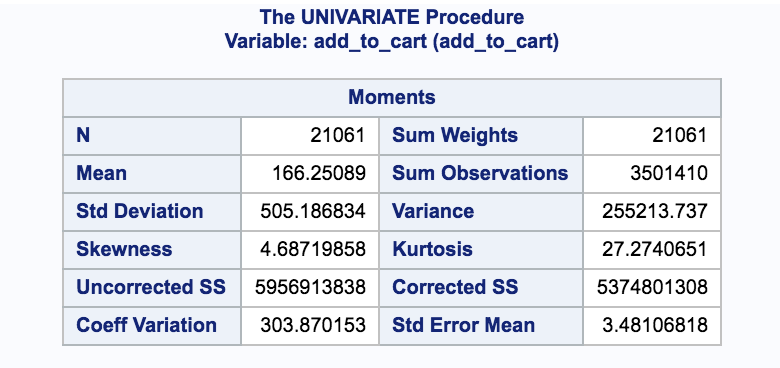 The UNIVARIATE Procedure
Variable: add_to_cart (add_to_cart)
Moments
N 21061 Sum Weights 21061
Mean 166.25089 Sum Observations 3501410
Std Deviation 505.186834 Variance 255213.737
Skewness 4.68719858 Kurtosis 27.2740651
Uncorrected SS 5956913838 Corrected SS 5374801308
Coeff Variation 303.870153 Std Error Mean 3.48106818